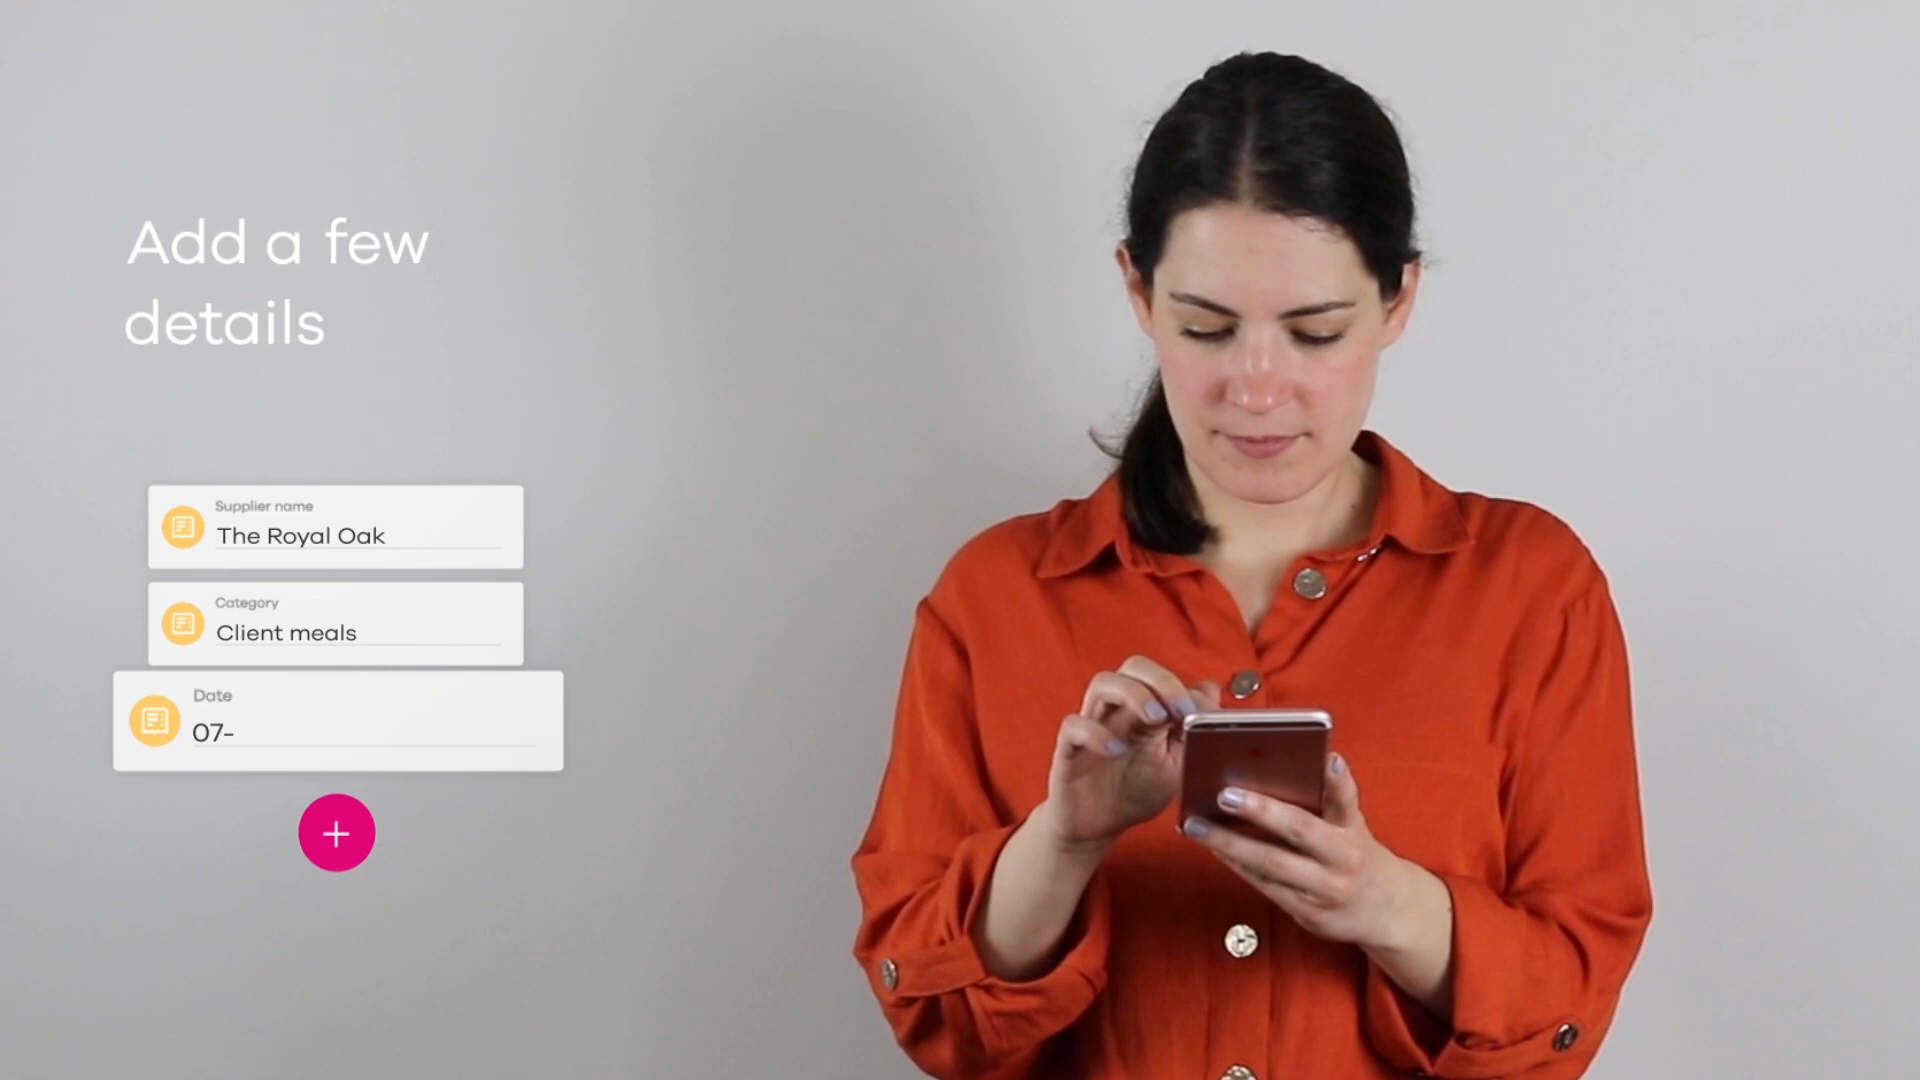 Add a few
details
Supplier name
The Royal Oak
Category
Client meals
Date
07-